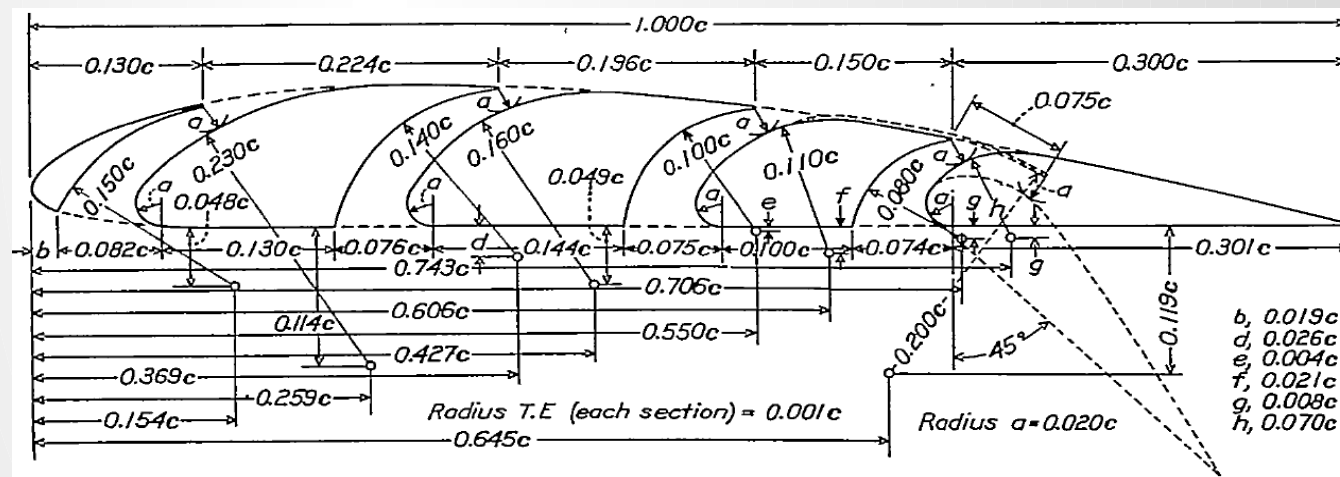 1.000c
0.130c 0.224c 0.196c 0.150c 0.300c
0.075c
a a a a a
0.150c 0.230c 0.140c 0.160c 0.100c 0.110c 0.080c
a 0.048c a 0.049c a e f a g h
b 0.082c 0.130c 0.076c d 0.144c 0.075c 0.100c 0.074c 0.301c
0.743c g
0.706c
0.606c
0.114c
0.550c
0.427c
0.369c
0.259c
0.154c
0.645c
0.200c
45°
0.119c
Radius T.E (each section) = 0.001c
Radius a=0.020c
b, 0.019c
d, 0.026c
e, 0.004c
f, 0.021c
g, 0.008c
h, 0.070c